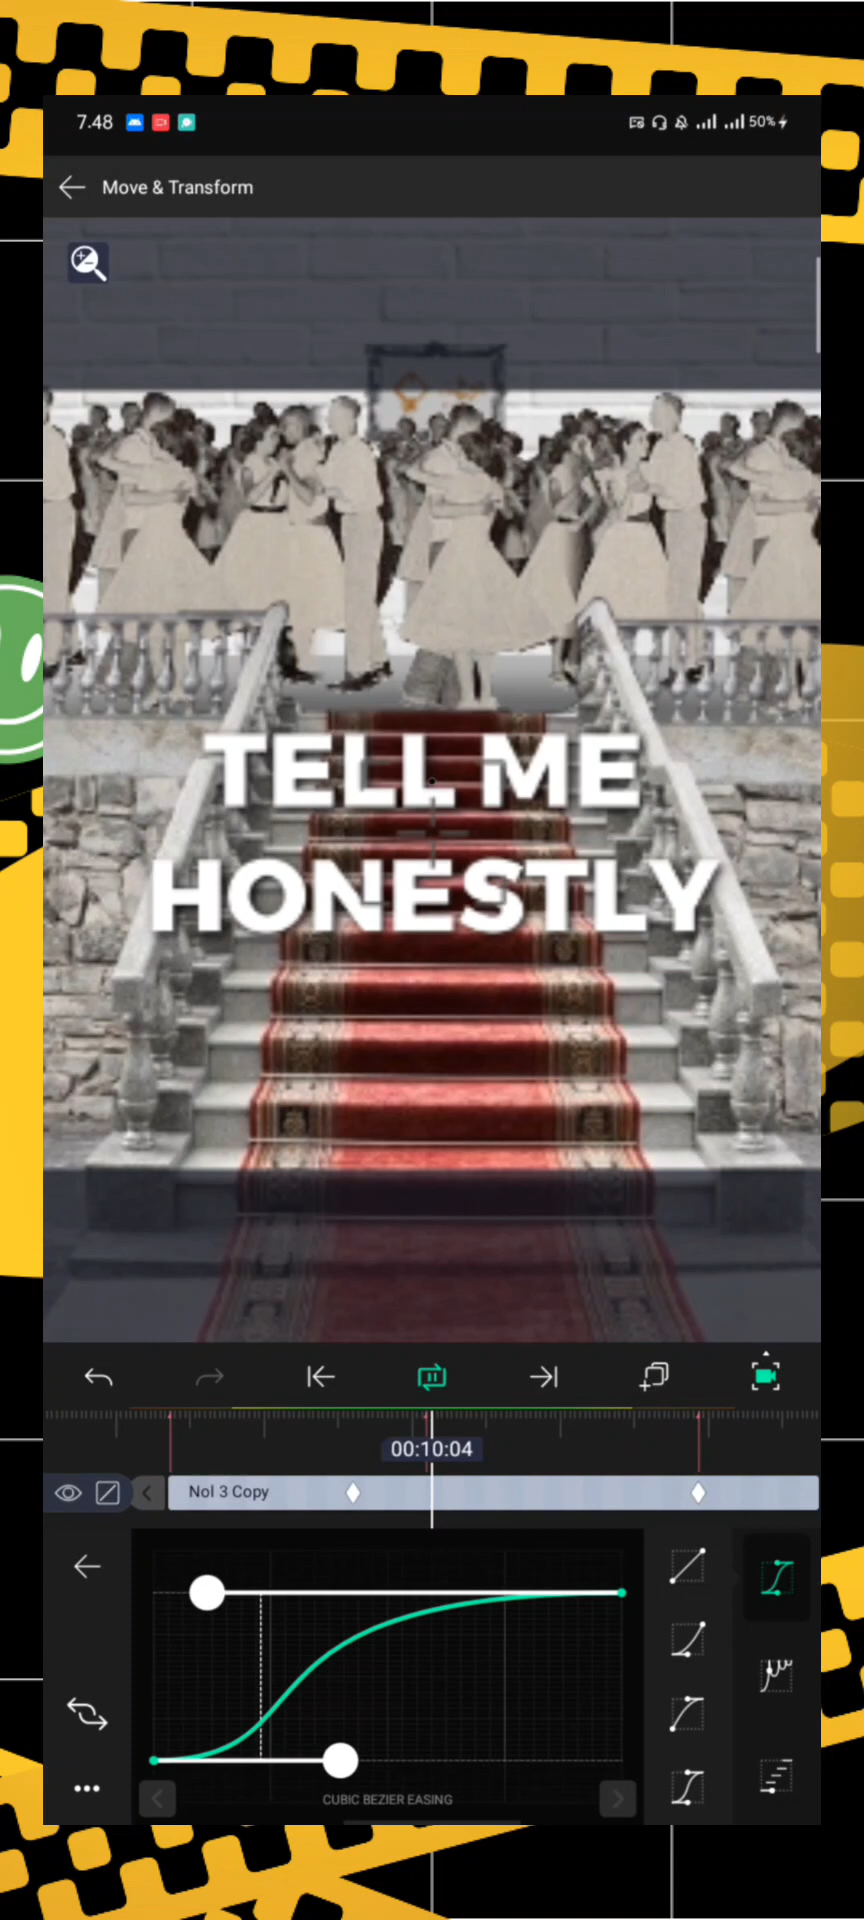 7.48
50%
Move & Transform
TELL ME
HONESTLY
00:10:04
Nol 3 Copy
CUBIC BEZIER EASING